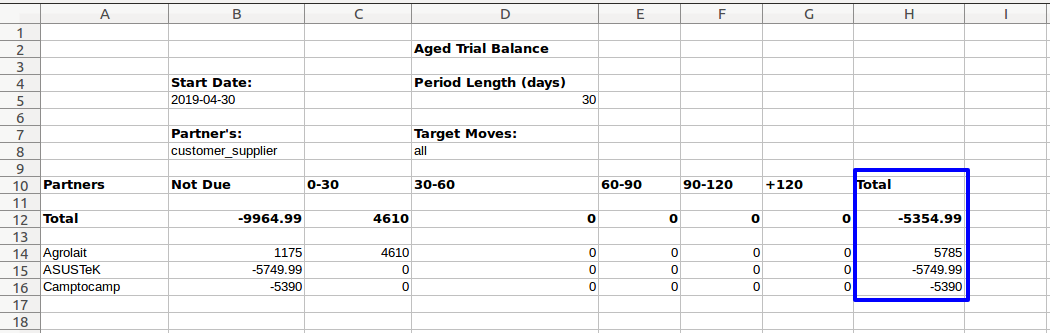 A B C D E F G H I
1
2 Aged Trial Balance
3
4 Start Date: Period Length (days)
5 2019-04-30 30
6
7 Partner's: Target Moves:
8 customer_supplier all
9
10 Partners Not Due 0-30 30-60 60-90 90-120 +120 Total
11
12 Total -9964.99 4610 0 0 0 0 -5354.99
13
14 Agrolait 1175 4610 0 0 0 0 5785
15 ASUSTeK -5749.99 0 0 0 0 0 -5749.99
16 Camptocamp -5390 0 0 0 0 0 -5390
17
18